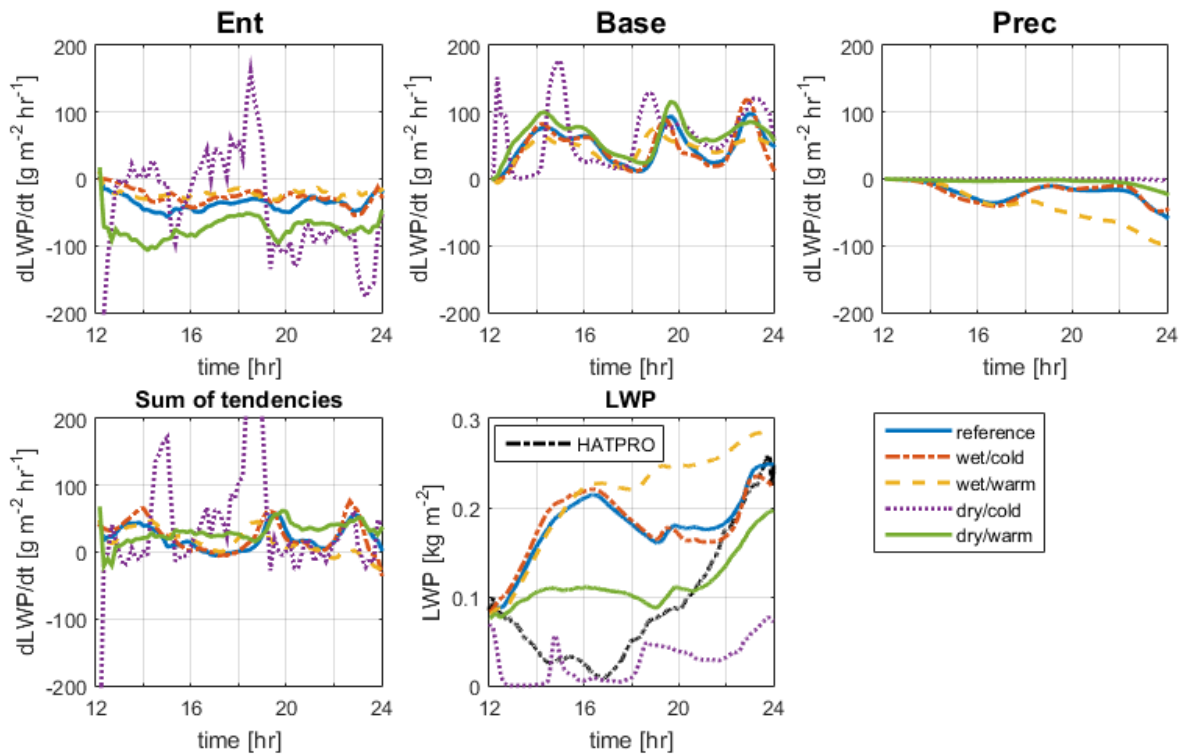 Ent
Base
Prec
200
100
0
-100
-200
dLWP/dt [g m-2 hr-1]
12 16 20 24
time [hr]
200
100
0
-100
-200
dLWP/dt [g m-2 hr-1]
12 16 20 24
time [hr]
200
100
0
-100
-200
dLWP/dt [g m-2 hr-1]
12 16 20 24
time [hr]
Sum of tendencies
LWP
200
100
0
-100
-200
dLWP/dt [g m-2 hr-1]
12 16 20 24
time [hr]
0.3
0.2
0.1
0
LWP [kg m-2]
HATPRO
12 16 20 24
time [hr]
reference
wet/cold
wet/warm
dry/cold
dry/warm